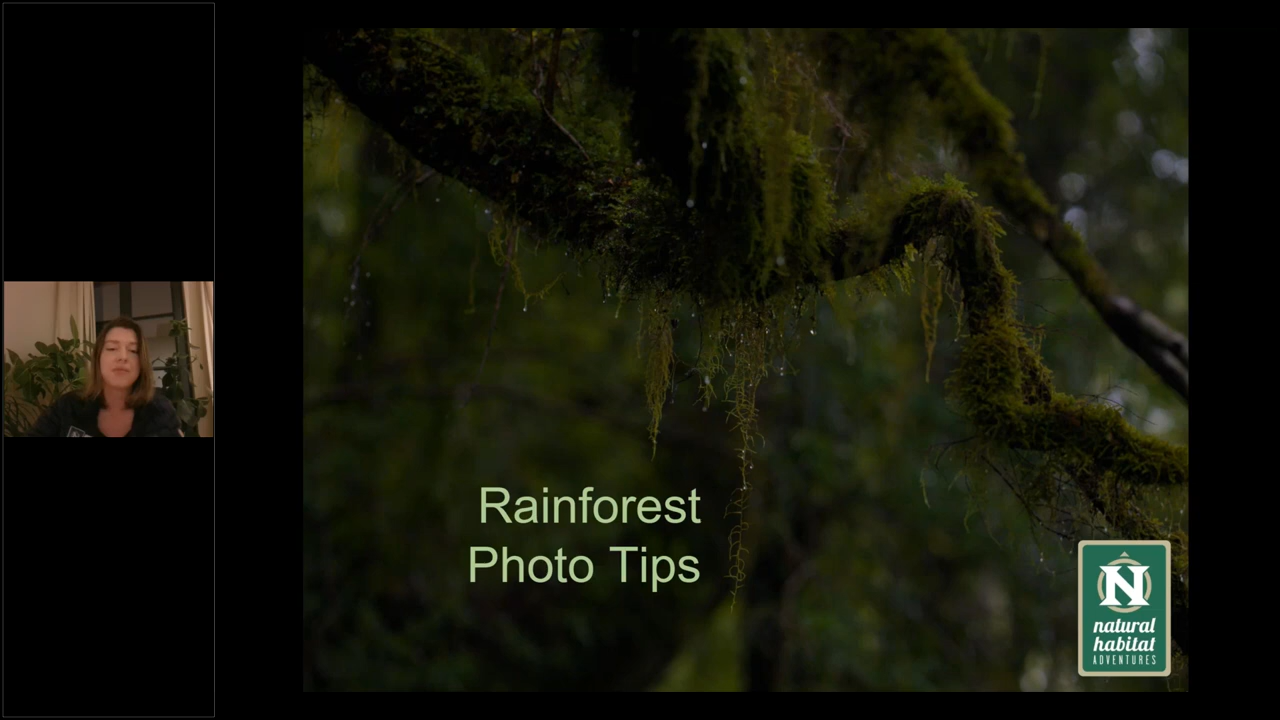 Rainforest
Photo Tips
N
natural
habitat
ADVENTURES